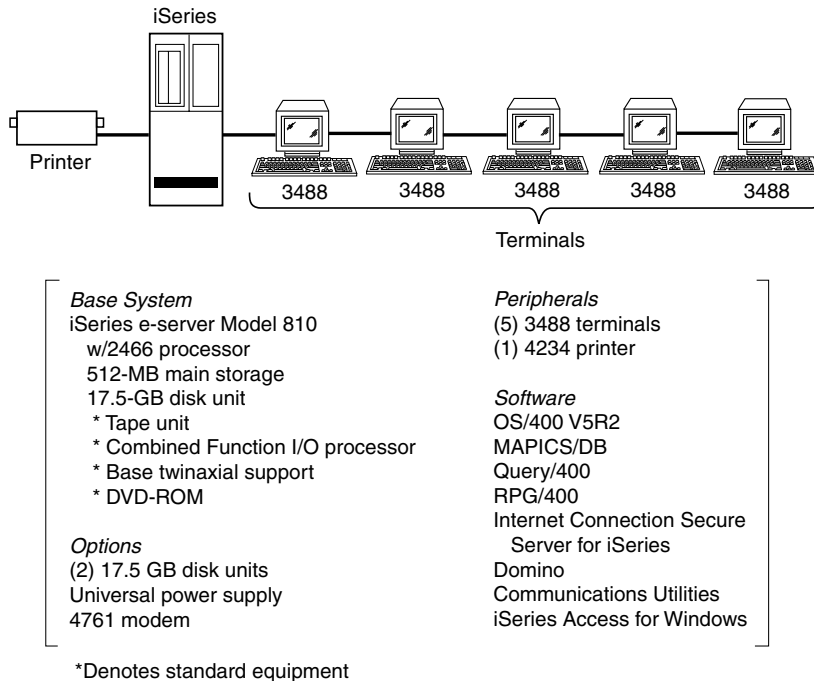 iSeries
Printer
3488 3488 3488 3488 3488
Terminals
Base System
iSeries e-server Model 810
w/2466 processor
512-MB main storage
17.5-GB disk unit
* Tape unit
* Combined Function I/O processor
* Base twinaxial support
* DVD-ROM
Options
(2) 17.5 GB disk units
Universal power supply
4761 modem
Peripherals
(5) 3488 terminals
(1) 4234 printer
Software
OS/400 V5R2
MAPICS/DB
Query/400
RPG/400
Internet Connection Secure
Server for iSeries
Domino
Communications Utilities
iSeries Access for Windows
*Denotes standard equipment